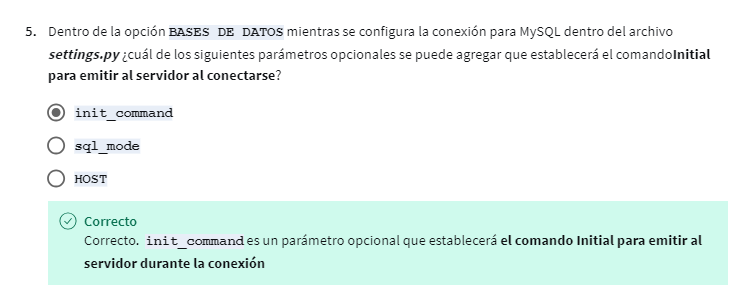 5. Dentro de la opción BASES DE DATOS mientras se configura la conexión para MySQL dentro del archivo
settings.py ¿cuál de los siguientes parámetros opcionales se puede agregar que establecerá el comandoInitial
para emitir al servidor al conectarse?
init_command
sql_mode
HOST
Correcto
Correcto. init_command es un parámetro opcional que establecerá el comando Initial para emitir al
servidor durante la conexión